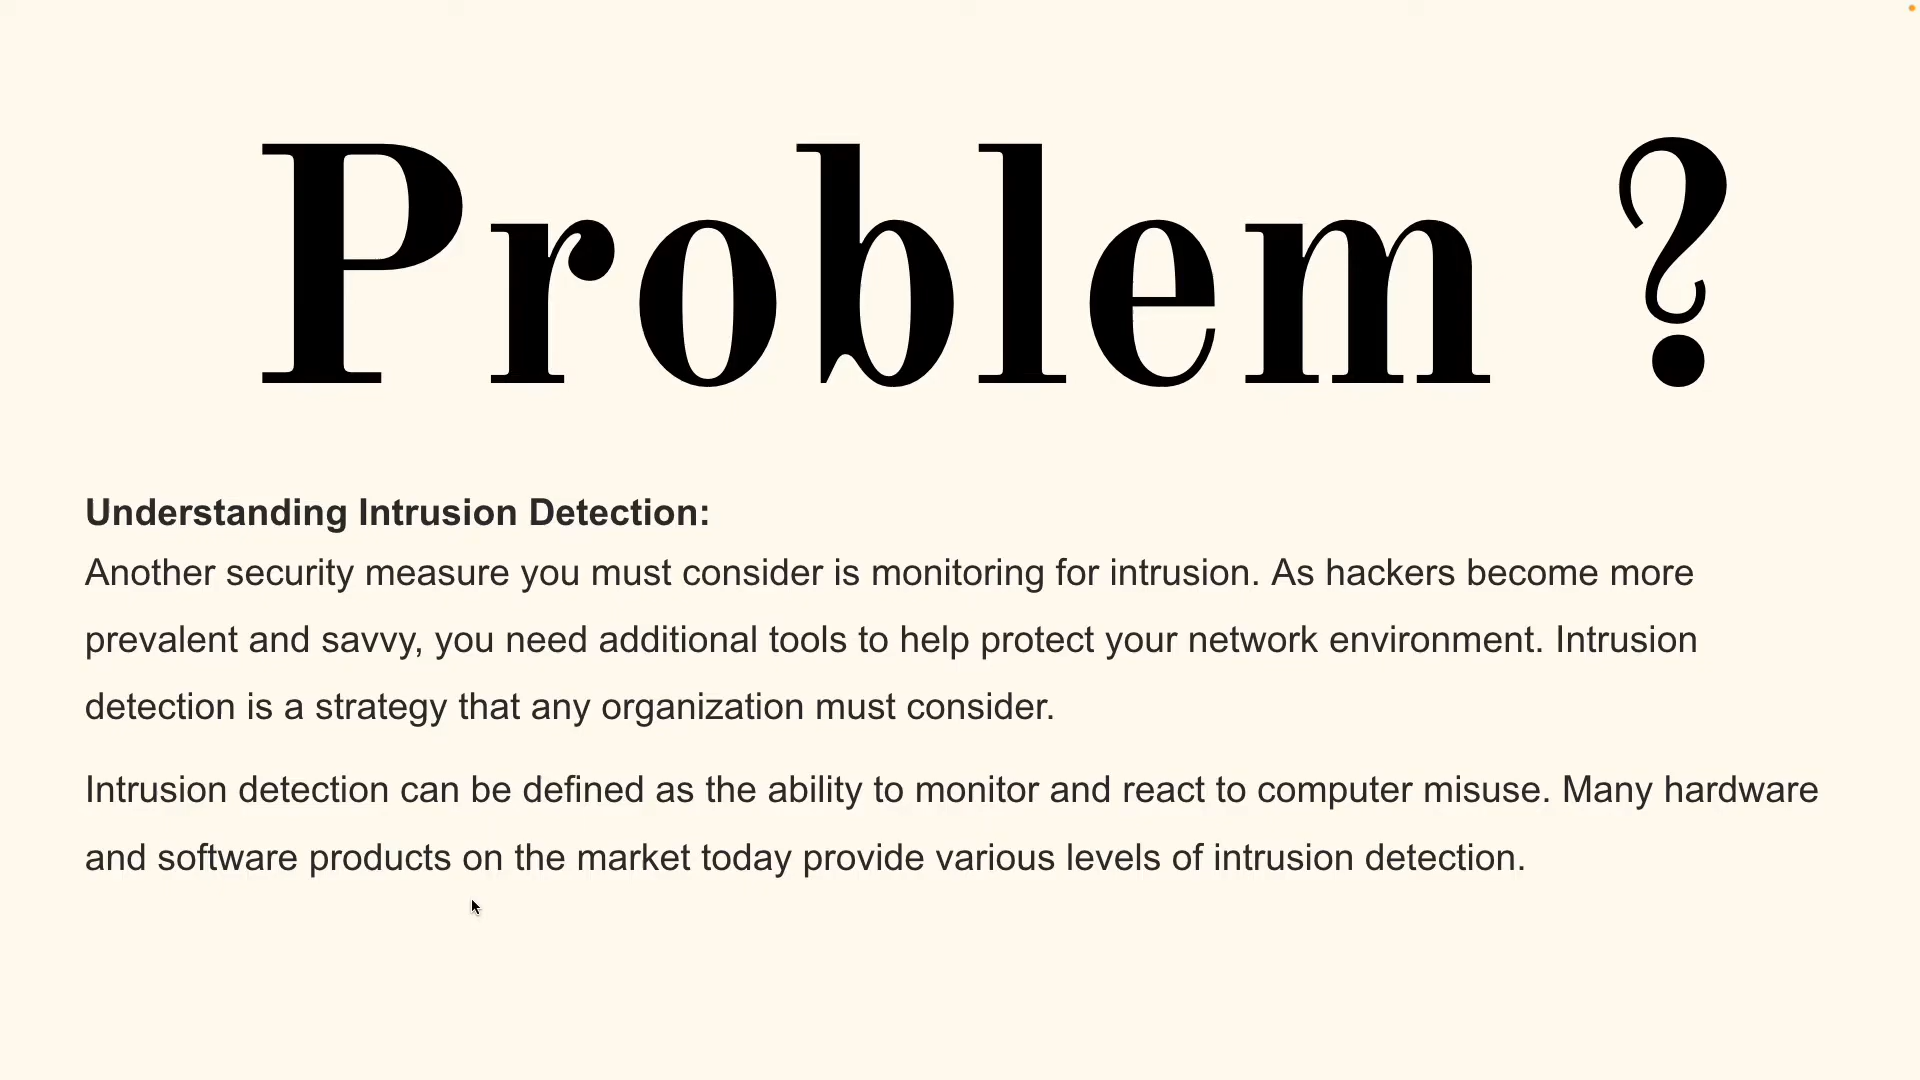 Problem ?
Understanding Intrusion Detection:
Another security measure you must consider is monitoring for intrusion. As hackers become more
prevalent and savvy, you need additional tools to help protect your network environment. Intrusion
detection is a strategy that any organization must consider.
Intrusion detection can be defined as the ability to monitor and react to computer misuse. Many hardware
and software products on the market today provide various levels of intrusion detection.